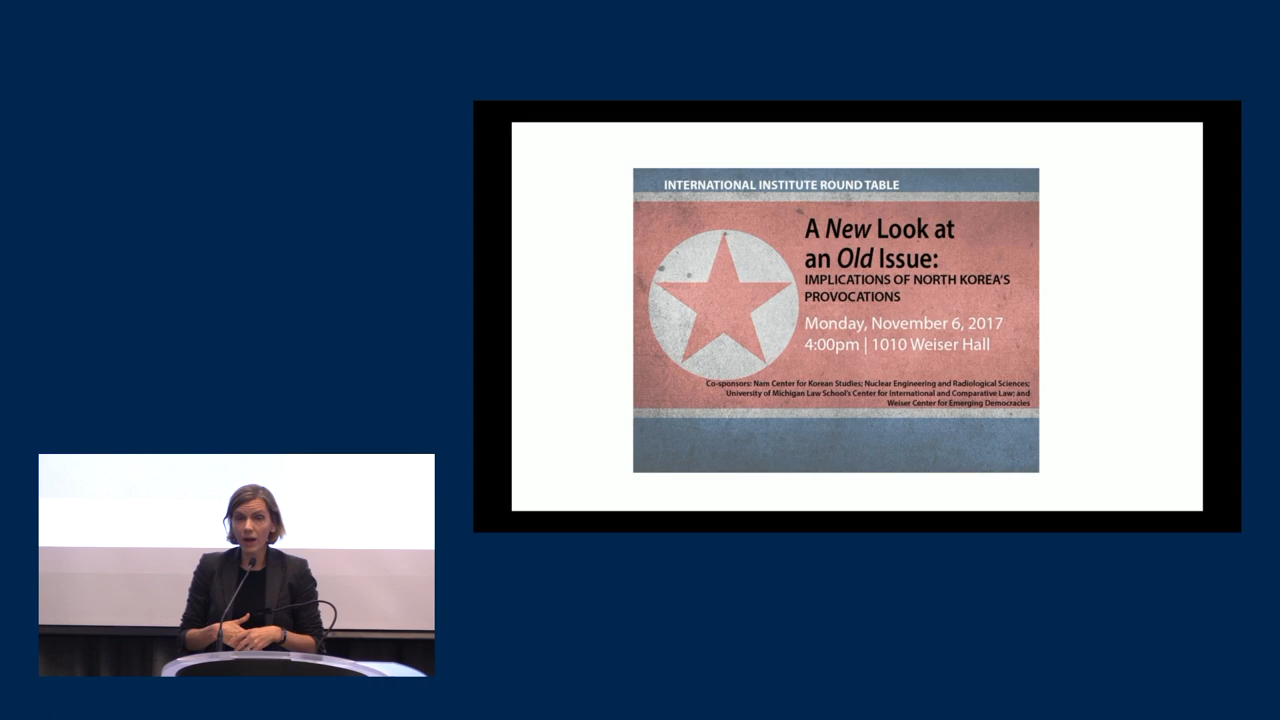 INTERNATIONAL INSTITUTE ROUND TABLE
A New Look at
an Old Issue:
IMPLICATIONS OF NORTH KOREA'S
PROVOCATIONS
Monday, November 6, 2017
4:00pm | 1010 Weiser Hall
Co-sponsors: Nam Center for Korean Studies; Nuclear Engineering and Radiological Sciences;
University of Michigan Law School's Center for International and Comparative Law; and
Weiser Center for Emerging Democracies